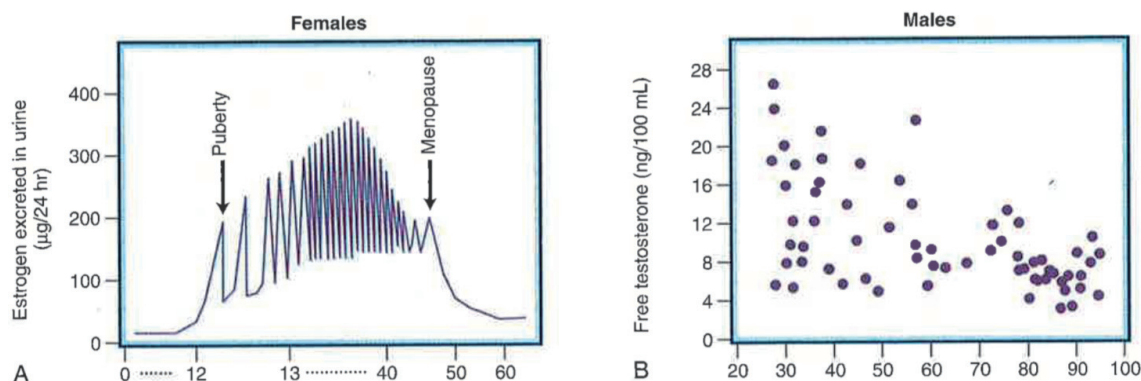 Females
Estrogen excreted in urine
(µg/24 hr)
400
300
200
100
0
Puberty
Menopause
0 ........ 12 13 ............... 40 50 60
A
Males
Free testosterone (ng/100 mL)
28
24
20
16
12
8
4
0
20 30 40 50 60 70 80 90 100
B